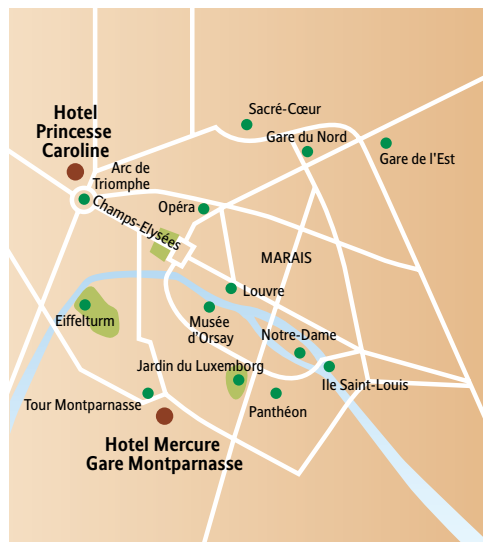 Sacré-Cœur
Hotel
Princesse
Caroline
Gare du Nord
Gare de l'Est
Arc de
Triomphe
Champs-Elysées
Opéra
MARAIS
Louvre
Eiffelturm
Musée
d'Orsay
Notre-Dame
Jardin du Luxemborg
Ile Saint-Louis
Tour Montparnasse
Panthéon
Hotel Mercure
Gare Montparnasse